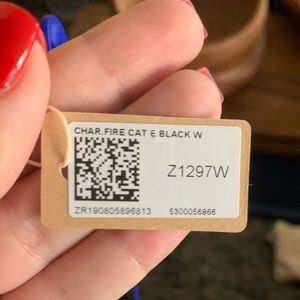 CHAR.FIRE CAT E BLACK W
Z1297W
ZR190805896813 5300056866